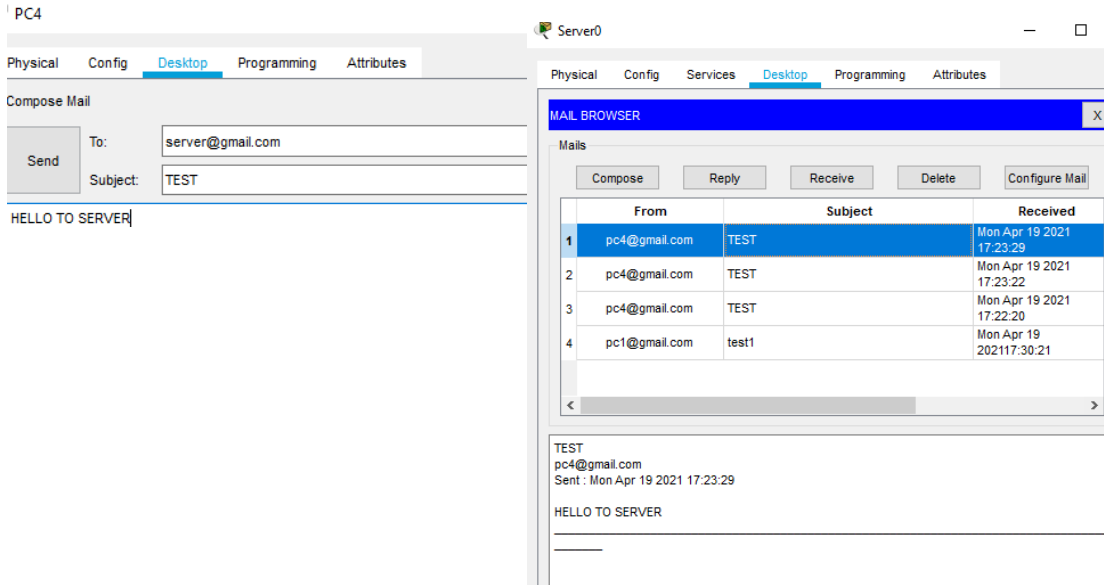 PC4
Physical Config Desktop Programming Attributes
Compose Mail
Send
To: server@gmail.com
Subject: TEST
HELLO TO SERVER
Server0
Physical Config Services Desktop Programming Attributes
MAIL BROWSER X
Mails
Compose Reply Receive Delete Configure Mail
From Subject Received
1 pc4@gmail.com TEST Mon Apr 19 2021
17:23:29
2 pc4@gmail.com TEST Mon Apr 19 2021
17:23:22
3 pc4@gmail.com TEST Mon Apr 19 2021
17:22:20
4 pc1@gmail.com test1 Mon Apr 19
202117:30:21
TEST
pc4@gmail.com
Sent : Mon Apr 19 2021 17:23:29
HELLO TO SERVER